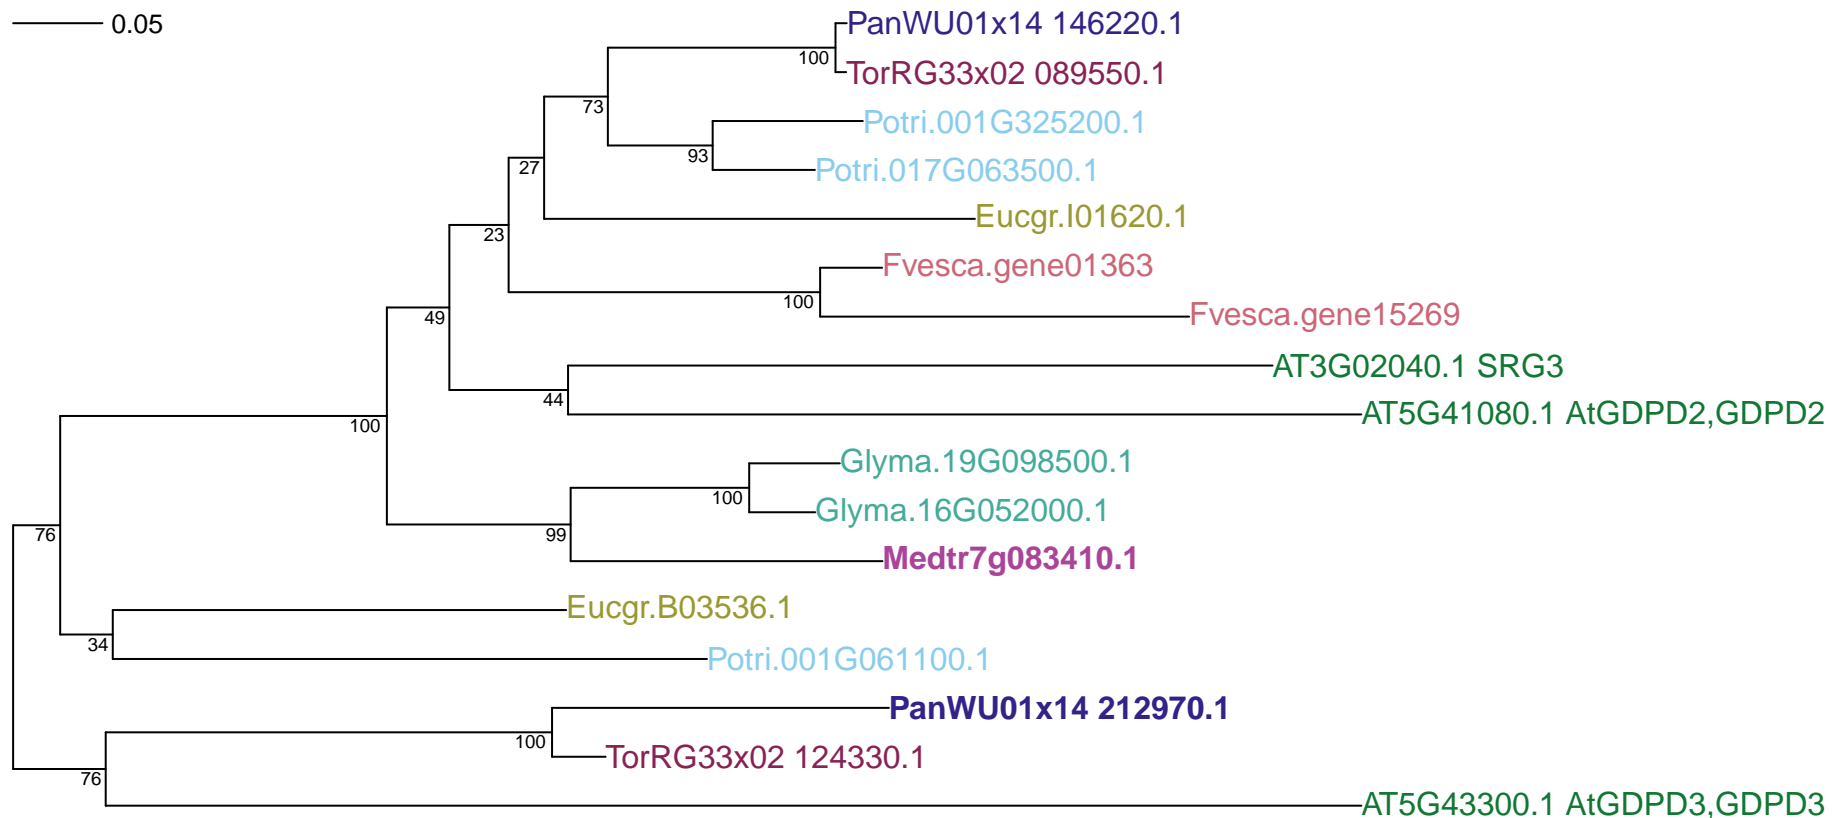 0.05
PanWU01x14 146220.1
100
TorRG33x02 089550.1
73
Potri.001G325200.1
93
Potri.017G063500.1
27
Eucgr.I01620.1
23
Fvesca.gene01363
100
Fvesca.gene15269
49
AT3G02040.1 SRG3
44
AT5G41080.1 AtGDPD2,GDPD2
100
Glyma.19G098500.1
100
Glyma.16G052000.1
76
99
Medtr7g083410.1
Eucgr.B03536.1
34
Potri.001G061100.1
PanWU01x14 212970.1
100
TorRG33x02 124330.1
76
AT5G43300.1 AtGDPD3,GDPD3